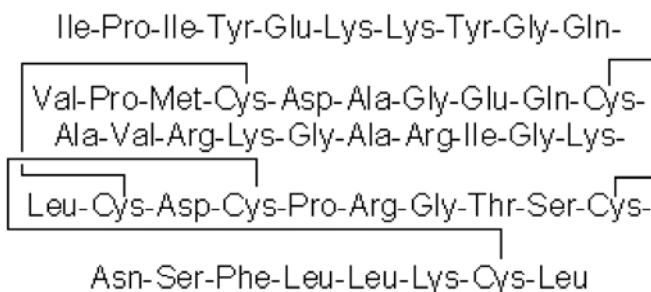 Ile-Pro-Ile-Tyr-Glu-Lys-Lys-Tyr-Gly-Gln-
Val-Pro-Met-Cys-Asp-Ala-Gly-Glu-Gln-Cys-
Ala-Val-Arg-Lys-Gly-Ala-Arg-Ile-Gly-Lys-
Leu-Cys-Asp-Cys-Pro-Arg-Gly-Thr-Ser-Cys-
Asn-Ser-Phe-Leu-Leu-Lys-Cys-Leu